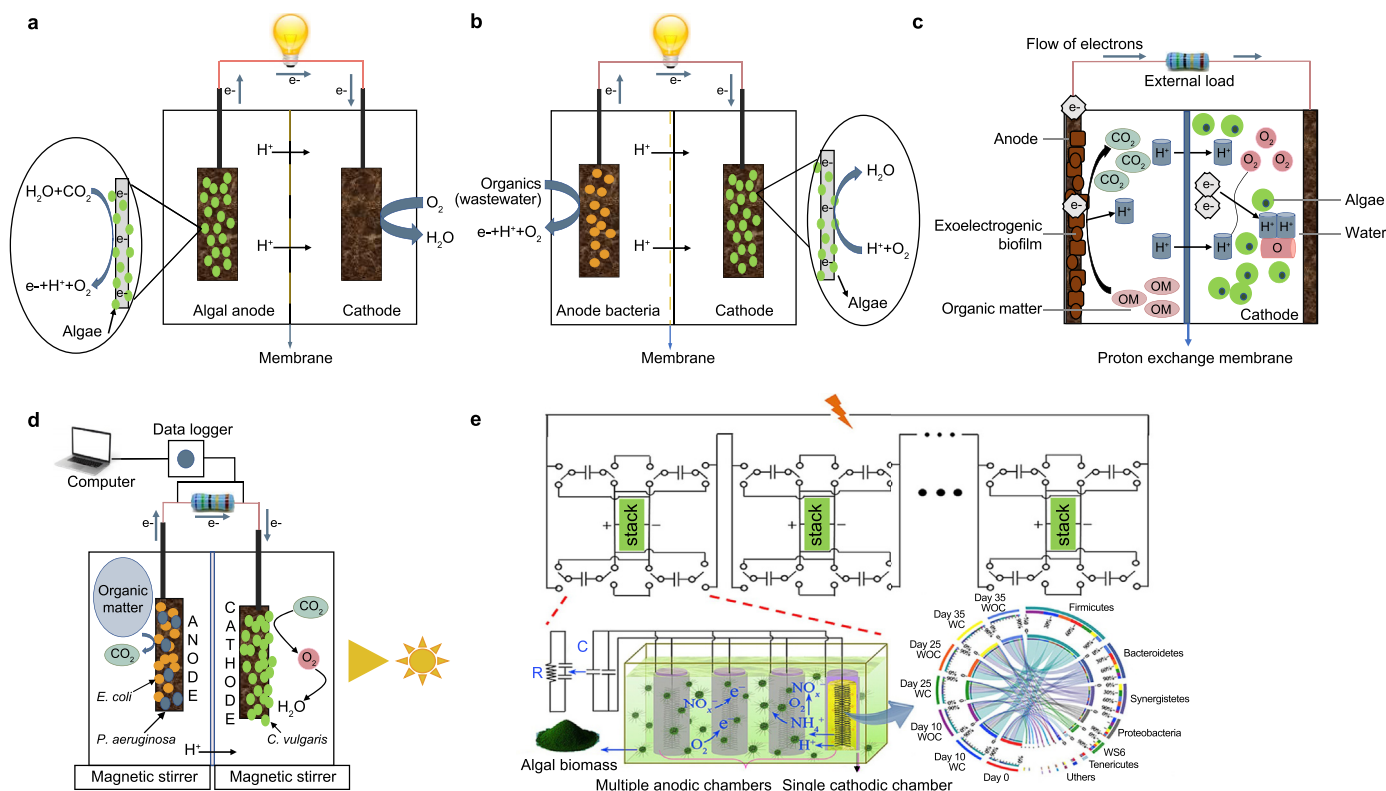 a
e-
e-
e-
H+
H2O+CO2
e-
e-
e-
e-+H++O2
H+
O2
H2O
Algae
Algal anode
Cathode
Membrane
b
e-
e-
e-
H+
Organics
(wastewater)
e-+H++O2
H+
e-
e-
e-
H2O
H++O2
Anode bacteria
Cathode
Algae
Membrane
c
Flow of electrons
External load
e-
Anode
CO2
CO2
CO2
H+
H+
O2
O2
O2
e-
e-
e-
H+
Algae
Exoelectrogenic
biofilm
H+
H+
H+
H+
O
Water
OM
OM
OM
Organic matter
Cathode
Proton exchange membrane
d
Data logger
Computer
e-
e-
e-
Organic
matter
CO2
ANODE
CATHODE
CO2
O2
H2O
E. coli
P. aeruginosa
C. vulgaris
H+
Magnetic stirrer
Magnetic stirrer
e
stack
+
−
stack
+
−
stack
+
−
R
C
NOx
e−
O2
e−
NOx−
O2
NH4+
H+
Algal biomass
Multiple anodic chambers
Single cathodic chamber
Day 35
WOC
Firmicutes
Day 35
WC
Bacteroidetes
Day 25
WOC
Synergistetes
Day 25
WC
Proteobacteria
Day 10
WOC
WS6
Day 10
WC
Tenericutes
Day 0
Uthers